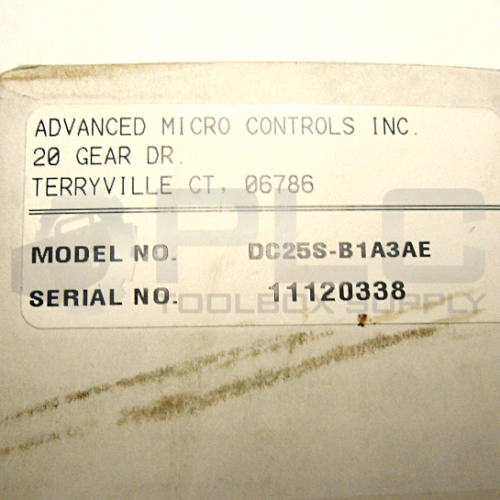 ADVANCED MICRO CONTROLS INC.
20 GEAR DR.
TERRYVILLE CT, 06786
MODEL NO. DC25S-B1A3AE
SERIAL NO. 11120338
PLC
TOOLBOX SUPPLY